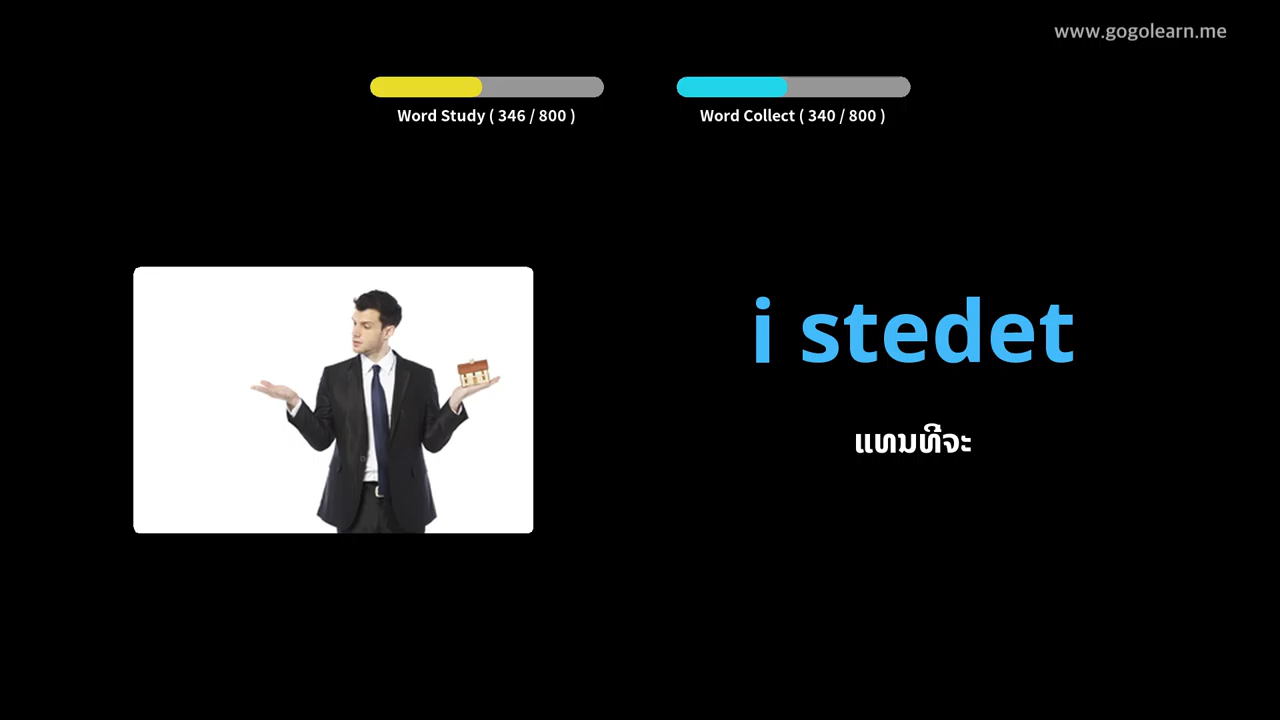 www.gogolearn.me
Word Study ( 346 / 800 )
Word Collect ( 340 / 800 )
i stedet
ແທນທີ່ຈະ